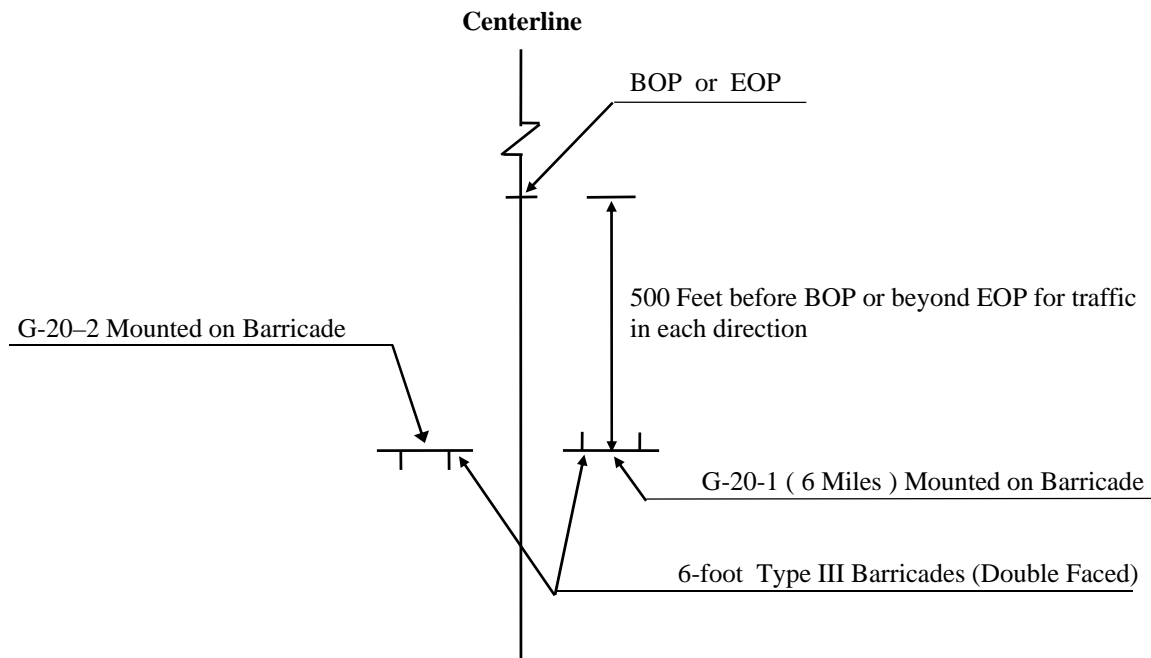 Centerline
BOP or EOP
500 Feet before BOP or beyond EOP for traffic
in each direction
G-20–2 Mounted on Barricade
G-20-1 ( 6 Miles ) Mounted on Barricade
6-foot Type III Barricades (Double Faced)